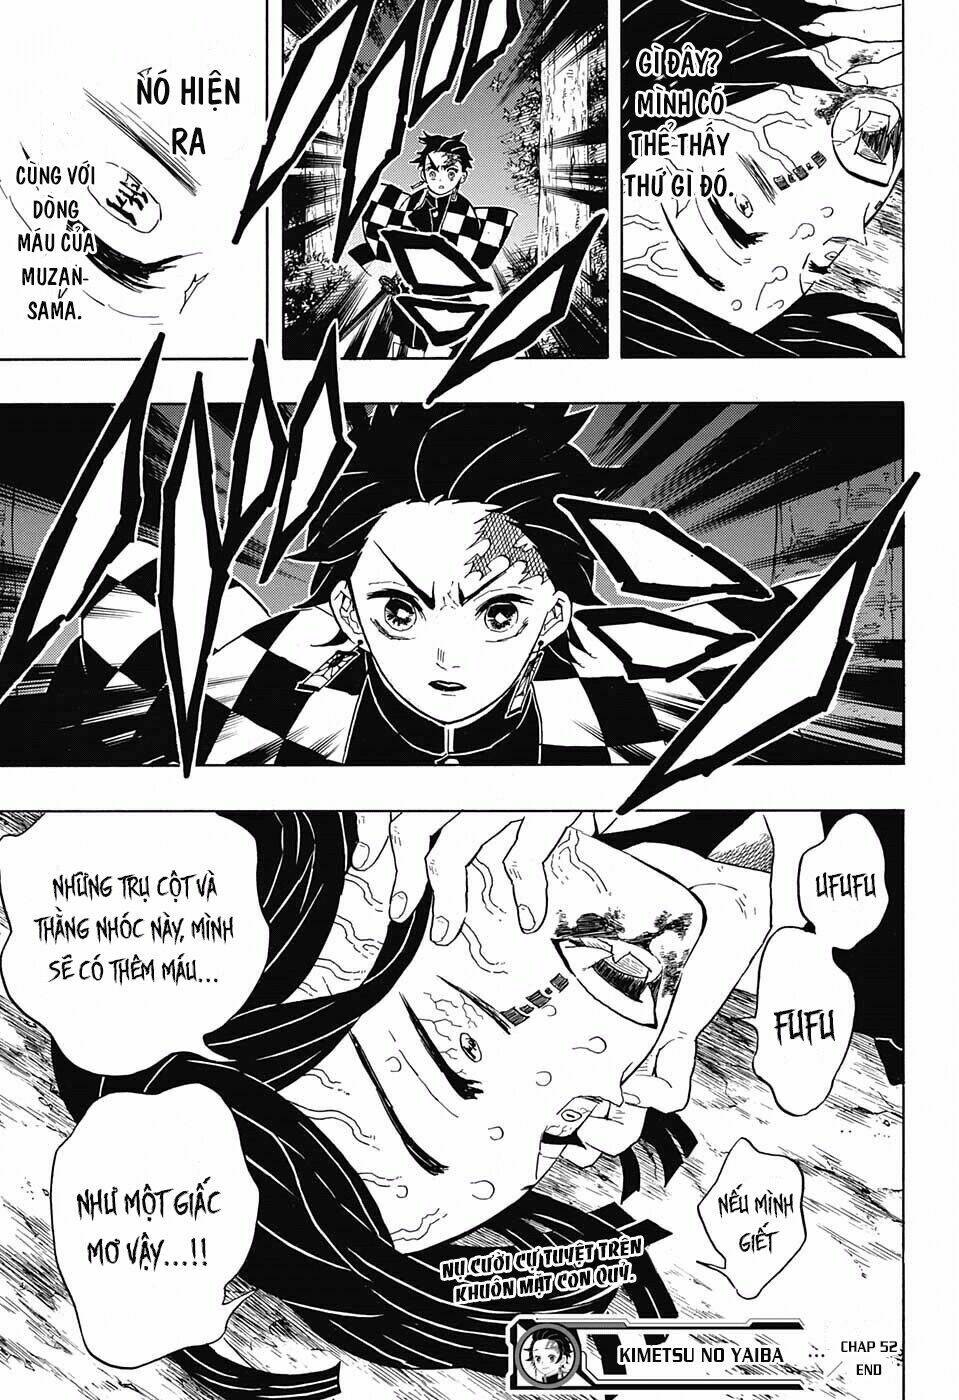 GÌ ĐÂY?
MÌNH CÓ
THỂ THẤY
THỨ GÌ ĐÓ.
NÓ HIỆN
RA
CÙNG VỚI
DÒNG
MÁU CỦA
MUZAN-
SAMA.
UFUFU
FUFU
NẾU MÌNH
GIẾT
NHỮNG TRỤ CỘT VÀ
THẰNG NHÓC NÀY, MÌNH
SẼ CÓ THÊM MÁU...
NHƯ MỘT GIẤC
MƠ VẬY...!!
NỤ CƯỜI CỰ TUYỆT TRÊN
KHUÔN MẶT CON QUỶ.
KIMETSU NO YAIBA ... CHAP 52
END